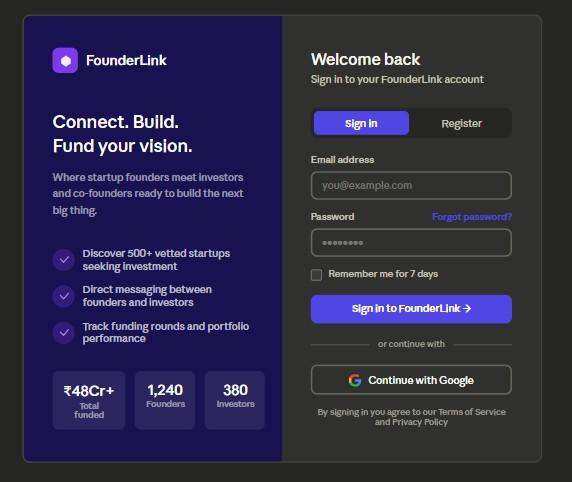 FounderLink
Connect. Build.
Fund your vision.
Where startup founders meet investors
and co-founders ready to build the next
big thing.
Discover 500+ vetted startups
seeking investment
Direct messaging between
founders and investors
Track funding rounds and portfolio
performance
₹48Cr+
Total
funded
1,240
Founders
380
Investors
Welcome back
Sign in to your FounderLink account
Sign in
Register
Email address
you@example.com
Password
Forgot password?
••••••••
Remember me for 7 days
Sign in to FounderLink →
or continue with
Continue with Google
By signing in you agree to our Terms of Service
and Privacy Policy